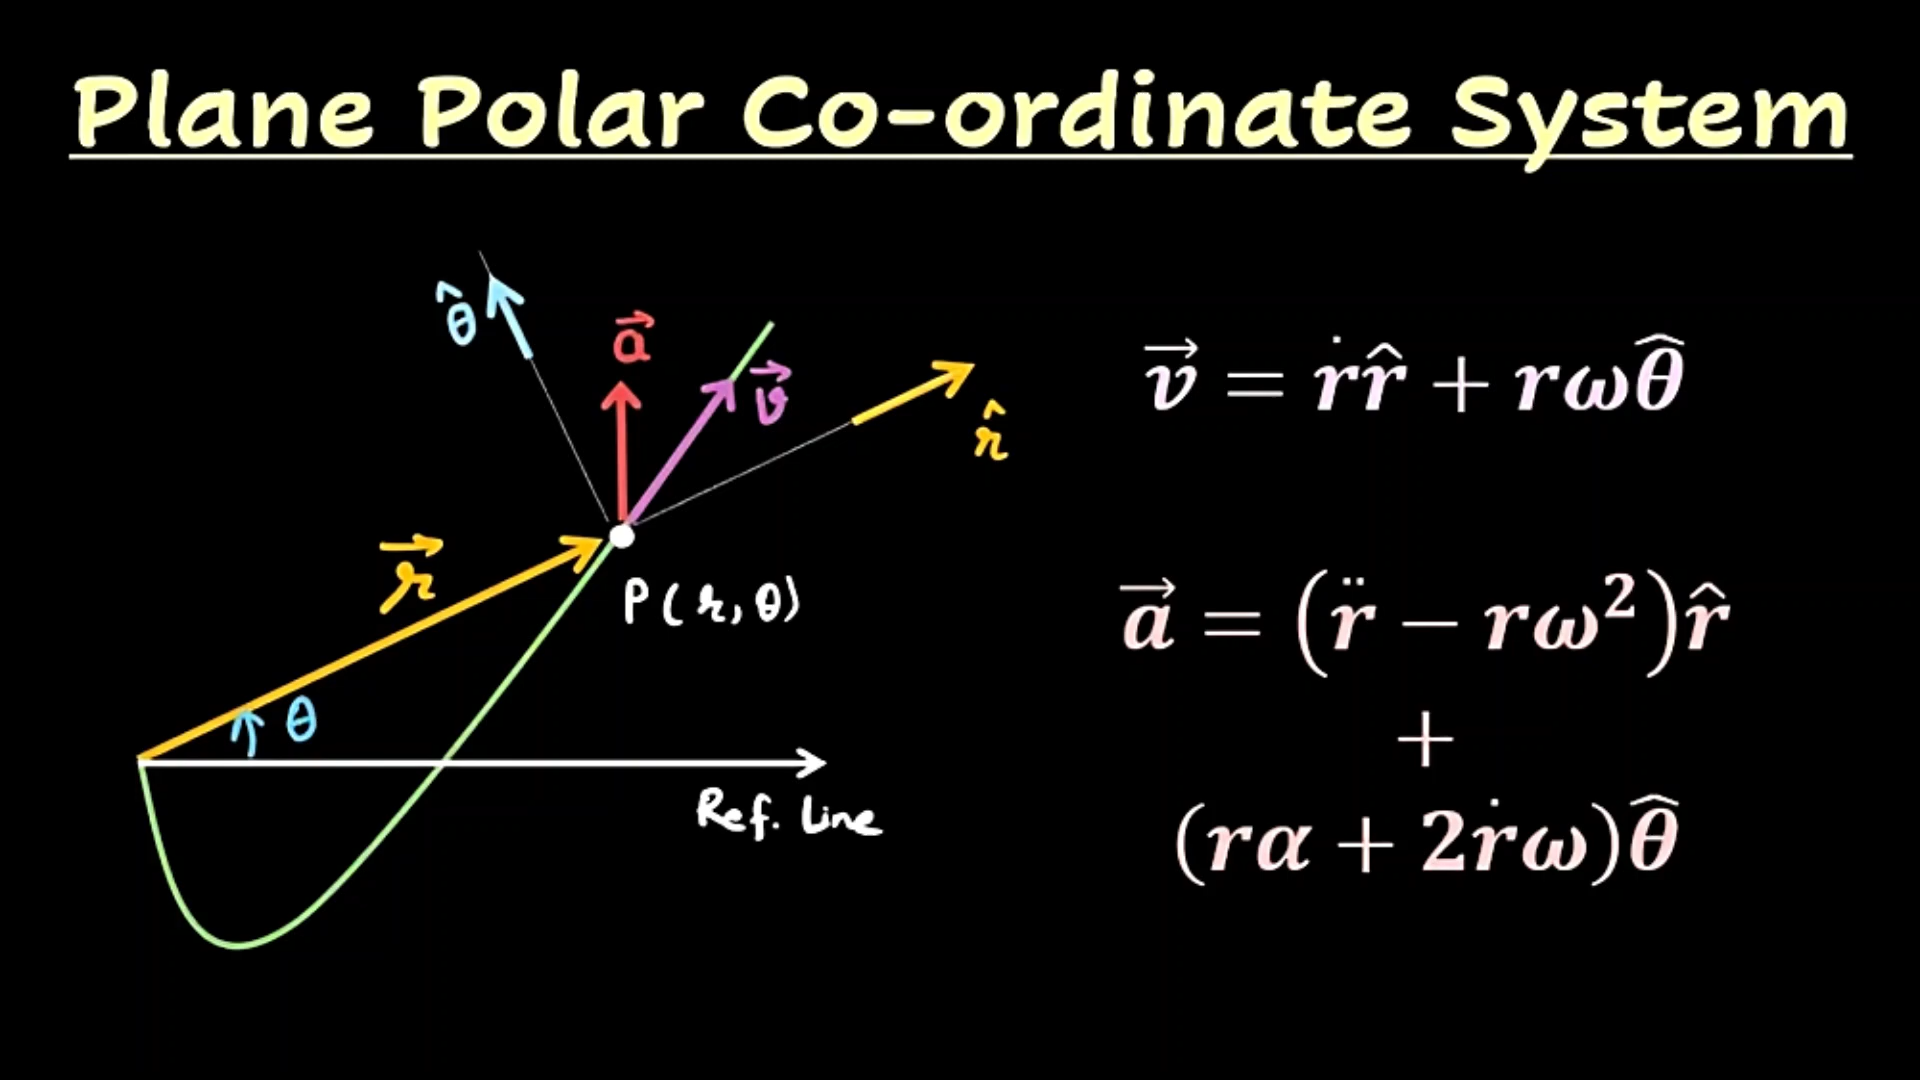 Plane Polar Co-ordinate System
θ̂
a⃗
v⃗
r̂
r⃗
P(r,θ)
θ
Ref. Line
v⃗ = ṙr̂ + rωθ̂
a⃗ = (r̈ − rω²)r̂
+
(rα + 2ṙω)θ̂